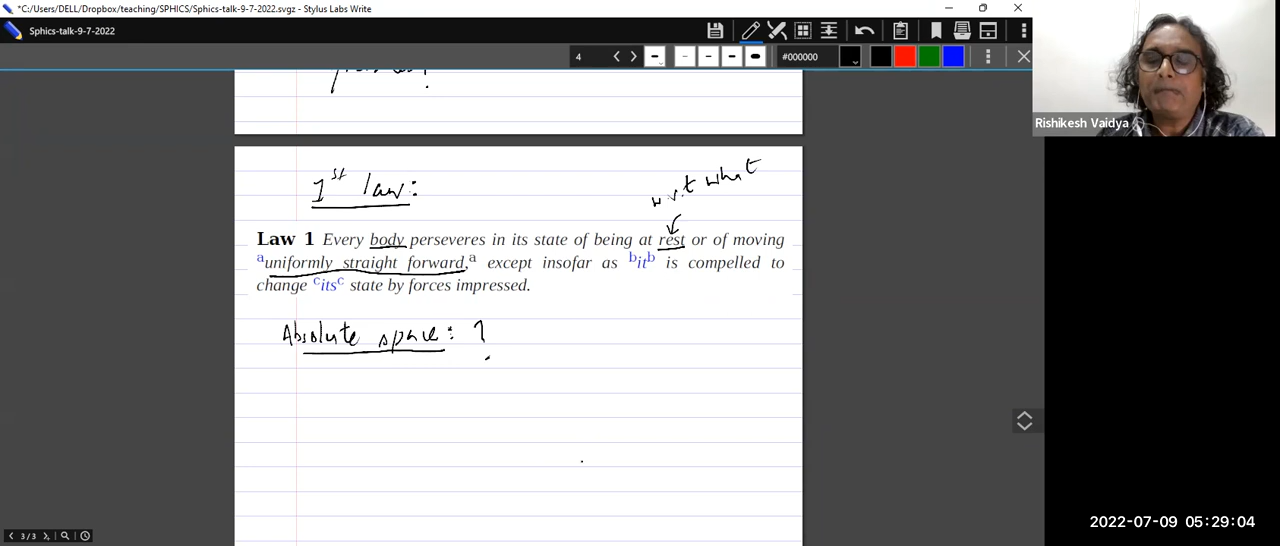 *C:/Users/DELL/Dropbox/teaching/SPHICS/Sphics-talk-9-7-2022.svgz - Stylus Labs Write
Sphics-talk-9-7-2022
4
#000000
Rishikesh Vaidya
1st law:
w.r.t what
Law 1 Every body perseveres in its state of being at rest or of moving
auniformly straight forward,a except insofar as bitb is compelled to
change citsc state by forces impressed.
Absolute space: ?
3/3
2022-07-09 05:29:04